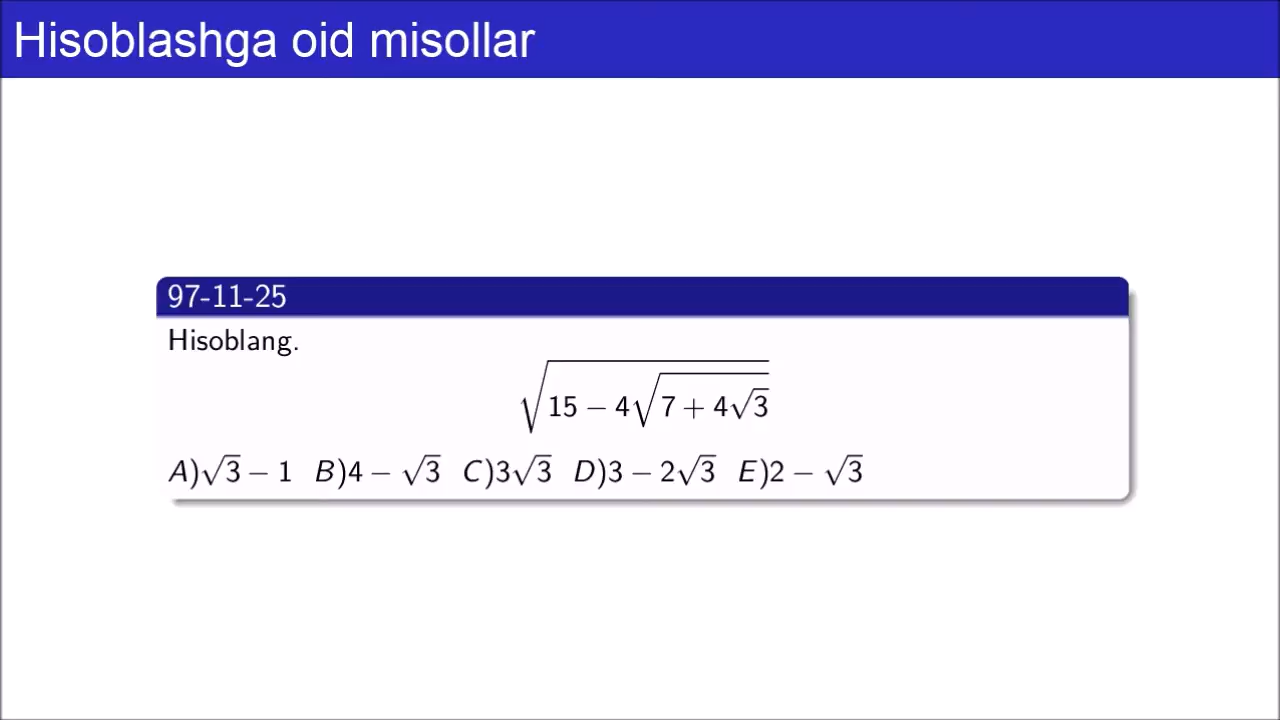 Hisoblashga oid misollar
97-11-25
Hisoblang.
√(15 − 4√(7 + 4√3))
A)√3 − 1 B)4 − √3 C)3√3 D)3 − 2√3 E)2 − √3